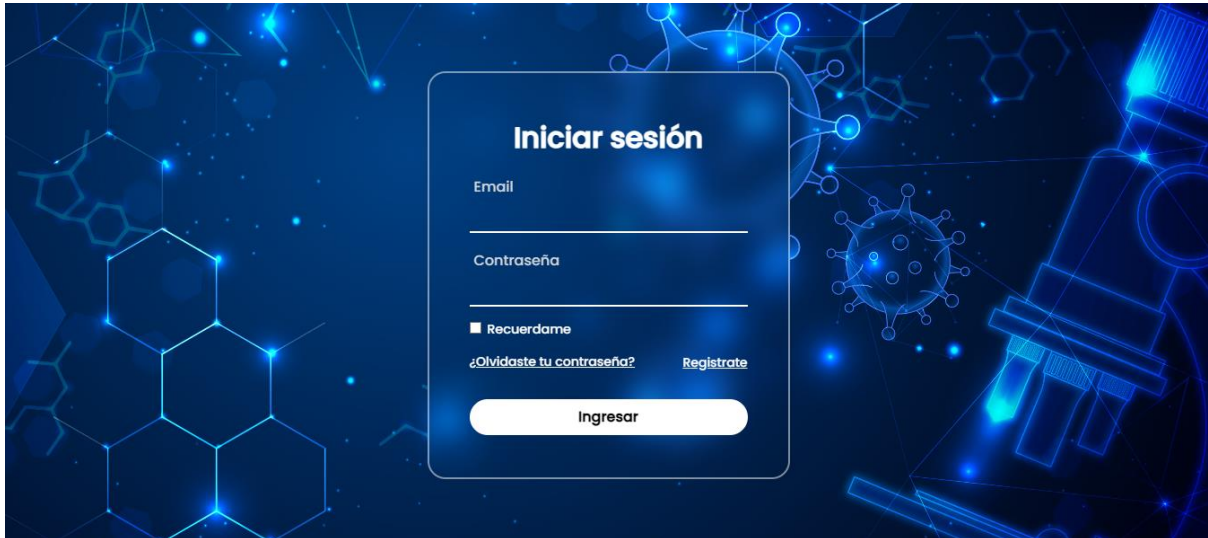 Iniciar sesión
Email
Contraseña
Recuerdame
¿Olvidaste tu contraseña? Registrate
Ingresar